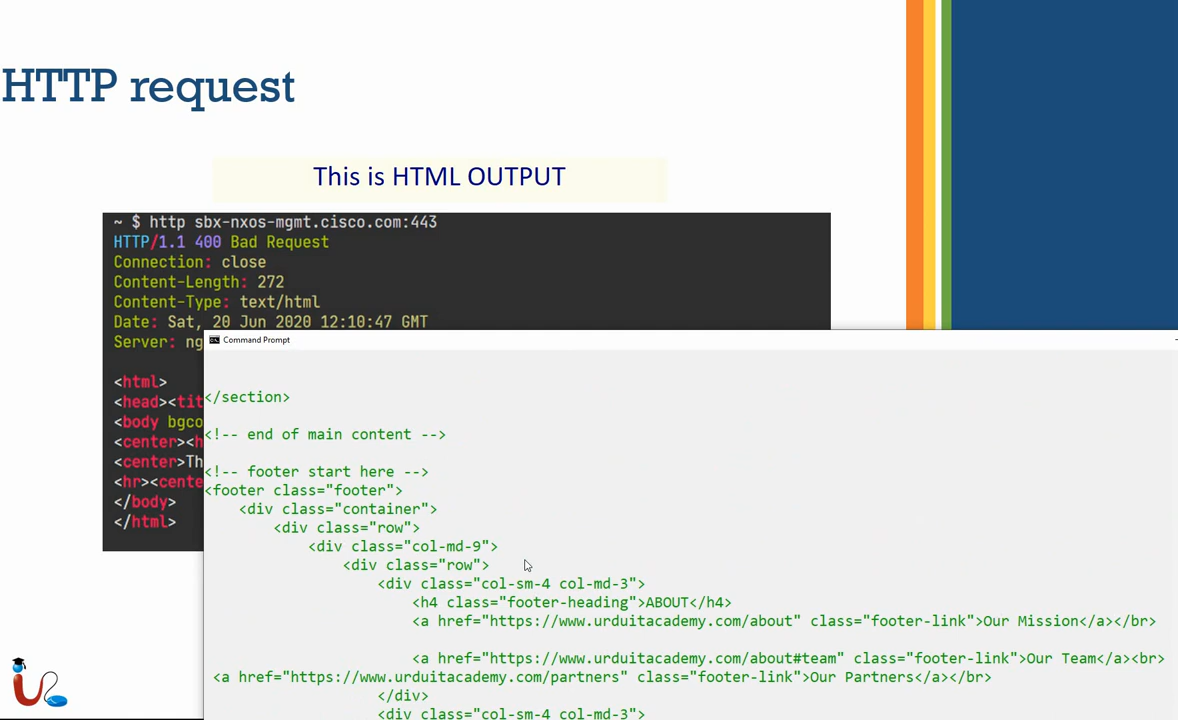 HTTP request
This is HTML OUTPUT
~ $ http sbx-nxos-mgmt.cisco.com:443
HTTP/1.1 400 Bad Request
Connection: close
Content-Length: 272
Content-Type: text/html
Date: Sat, 20 Jun 2020 12:10:47 GMT
Server: ng
<html>
<head><tit
<body bgco
<center><h
<center>Th
<hr><cente
</body>
</html>
Command Prompt
</section>
<!-- end of main content -->
<!-- footer start here -->
<footer class="footer">
<div class="container">
<div class="row">
<div class="col-md-9">
<div class="row">
<div class="col-sm-4 col-md-3">
<h4 class="footer-heading">ABOUT</h4>
<a href="https://www.urduitacademy.com/about" class="footer-link">Our Mission</a></br>
<a href="https://www.urduitacademy.com/about#team" class="footer-link">Our Team</a><br>
<a href="https://www.urduitacademy.com/partners" class="footer-link">Our Partners</a></br>
</div>
<div class="col-sm-4 col-md-3">